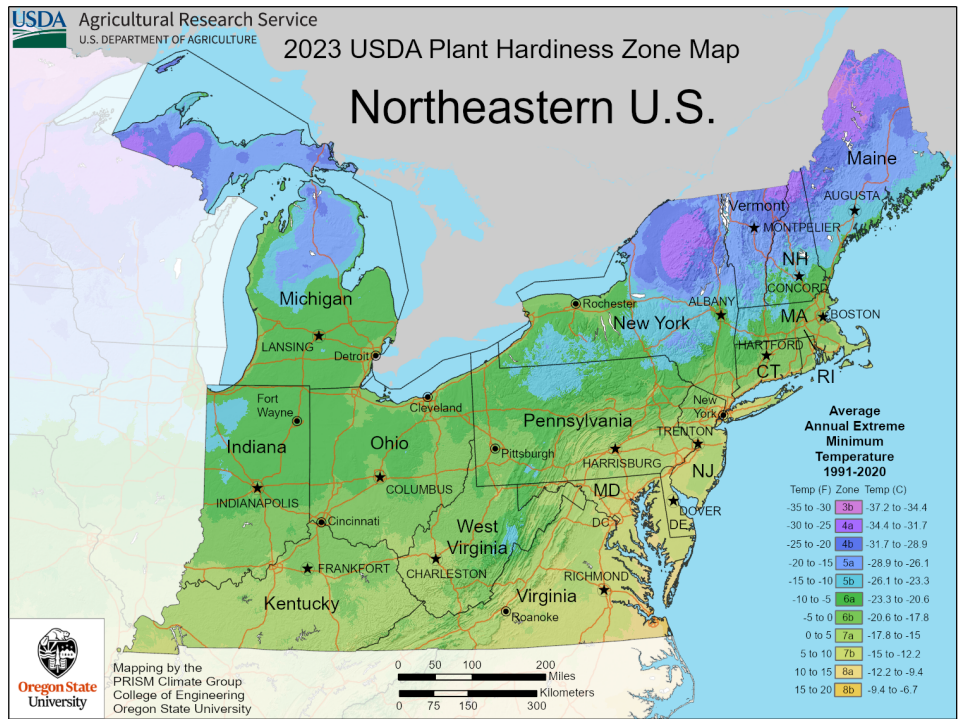 USDA
Agricultural Research Service
U.S. DEPARTMENT OF AGRICULTURE
2023 USDA Plant Hardiness Zone Map
Northeastern U.S.
Maine
AUGUSTA
Vermont
MONTPELIER
NH
CONCORD
Michigan
LANSING
Detroit
Rochester
ALBANY
New York
MA
BOSTON
HARTFORD
CT
RI
Fort
Wayne
Cleveland
New
York
Indiana
Ohio
Pennsylvania
TRENTON
Pittsburgh
HARRISBURG
NJ
INDIANAPOLIS
COLUMBUS
MD
DOVER
DE
DC
Cincinnati
West
Virginia
FRANKFORT
CHARLESTON
RICHMOND
Kentucky
Virginia
Roanoke
Average
Annual Extreme
Minimum
Temperature
1991-2020
Temp (F) Zone Temp (C)
-35 to -30 3b -37.2 to -34.4
-30 to -25 4a -34.4 to -31.7
-25 to -20 4b -31.7 to -28.9
-20 to -15 5a -28.9 to -26.1
-15 to -10 5b -26.1 to -23.3
-10 to -5 6a -23.3 to -20.6
-5 to 0 6b -20.6 to -17.8
0 to 5 7a -17.8 to -15
5 to 10 7b -15 to -12.2
10 to 15 8a -12.2 to -9.4
15 to 20 8b -9.4 to -6.7
Oregon State
University
Mapping by the
PRISM Climate Group
College of Engineering
Oregon State University
0 50 100 200
Miles
Kilometers
0 75 150 300